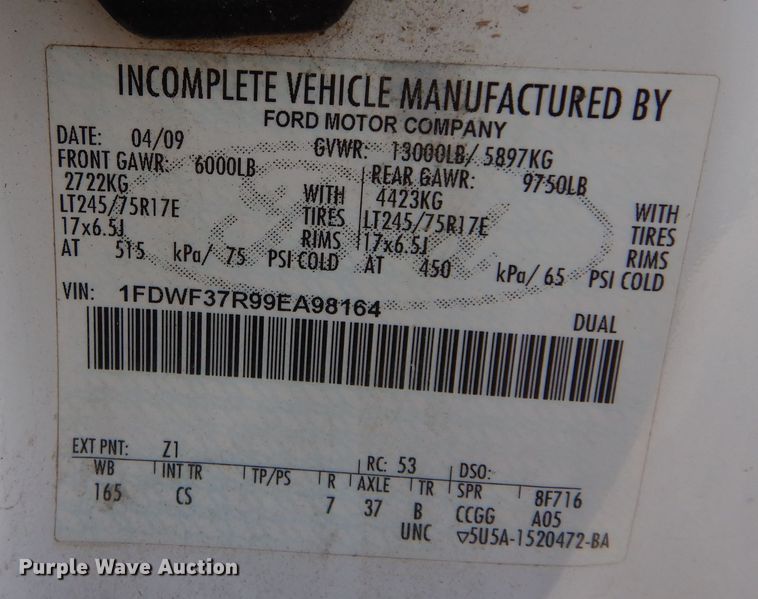 INCOMPLETE VEHICLE MANUFACTURED BY
FORD MOTOR COMPANY
DATE: 04/09 GVWR: 13000LB/ 5897KG
FRONT GAWR: 6000LB REAR GAWR: 9750LB
2722KG WITH 4423KG WITH
LT245/75R17E TIRES LT245/75R17E TIRES
17x6.5J RIMS 17x6.5J RIMS
AT 515 kPa/ 75 PSI COLD AT 450 kPa/ 65 PSI COLD
VIN: 1FDWF37R99EA98164
DUAL
EXT PNT: Z1 RC: 53 DSO:
WB INT TR TP/PS R AXLE TR SPR 8F716
165 CS 7 37 B CCGG A05
UNC ▽5U5A-1520472-BA
Purple Wave Auction